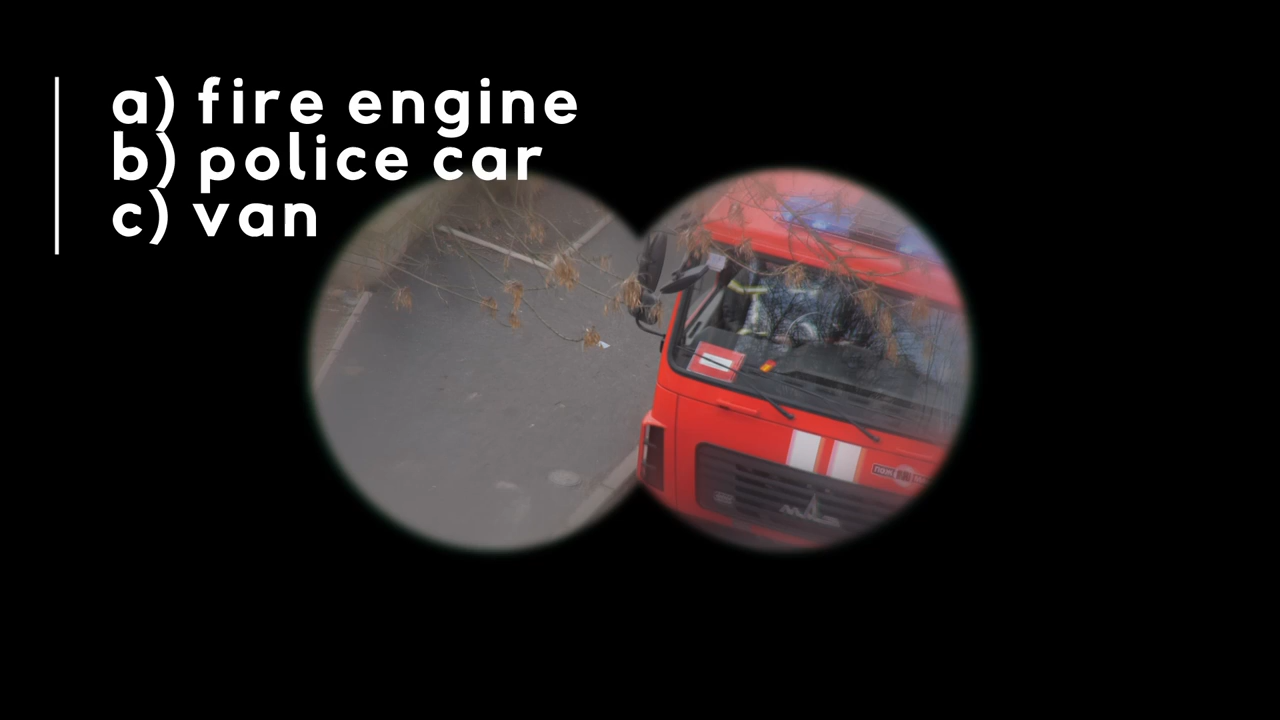 a) fire engine
b) police car
c) van